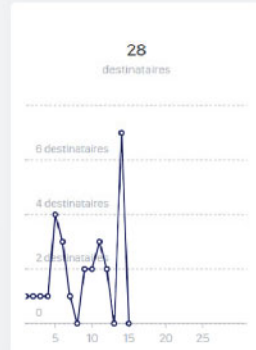 28
destinataires
6 destinataires
4 destinataires
2 destinataires
0
5 10 15 20 25